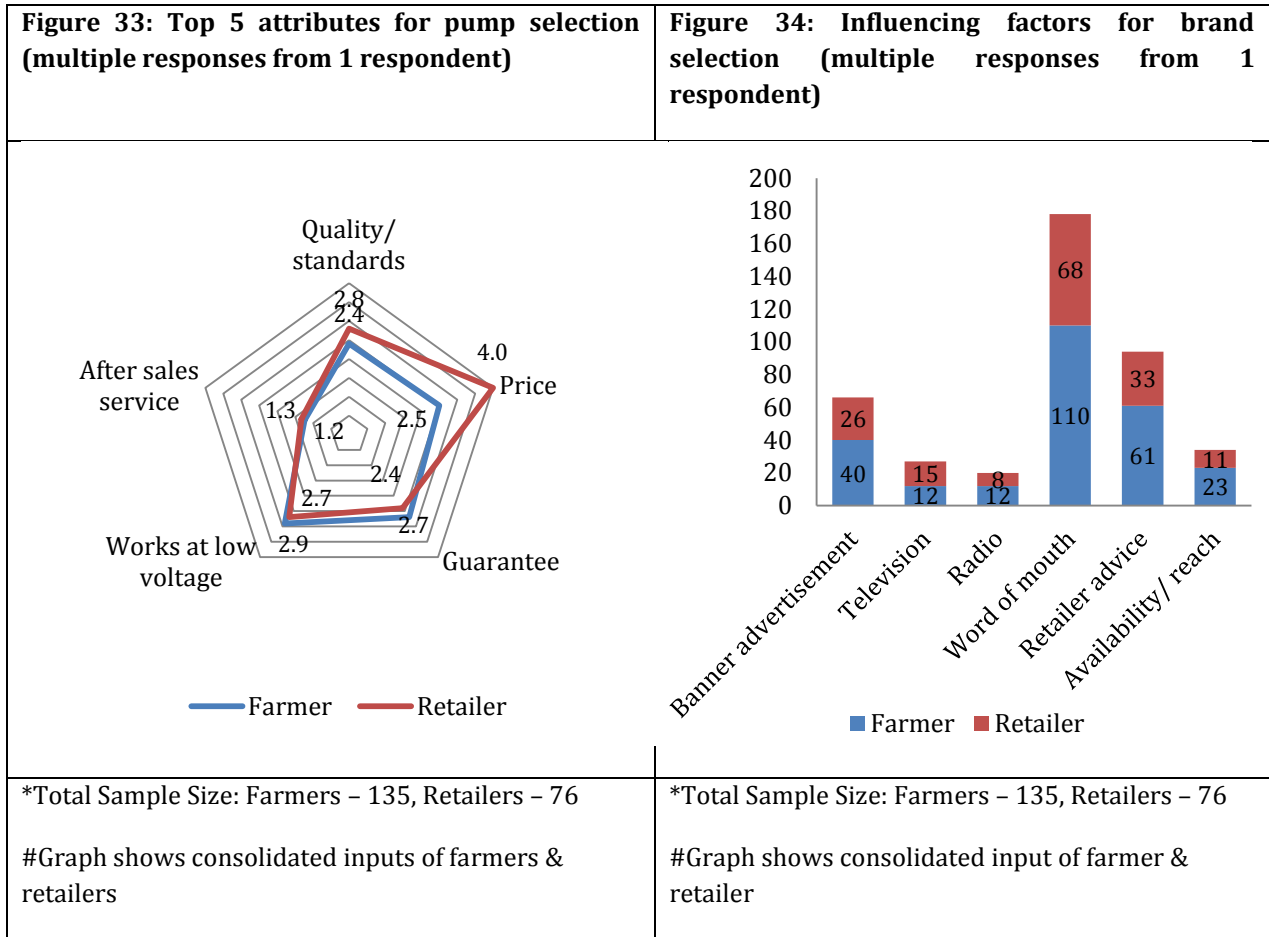 Figure 33: Top 5 attributes for pump selection
(multiple responses from 1 respondent)
Figure 34: Influencing factors for brand
selection (multiple responses from 1
respondent)
Quality/
standards
2.8
2.4
4.0
Price
After sales
service
1.3
1.2
2.5
2.4
2.7
2.7
2.9
Works at low
voltage
Guarantee
Farmer
Retailer
200
180
160
140
120
100
80
60
40
20
0
26
40
15
12
8
12
68
110
33
61
11
23
Banner advertisement
Television
Radio
Word of mouth
Retailer advice
Availability/ reach
Farmer
Retailer
*Total Sample Size: Farmers – 135, Retailers – 76
#Graph shows consolidated inputs of farmers &
retailers
*Total Sample Size: Farmers – 135, Retailers – 76
#Graph shows consolidated input of farmer &
retailer